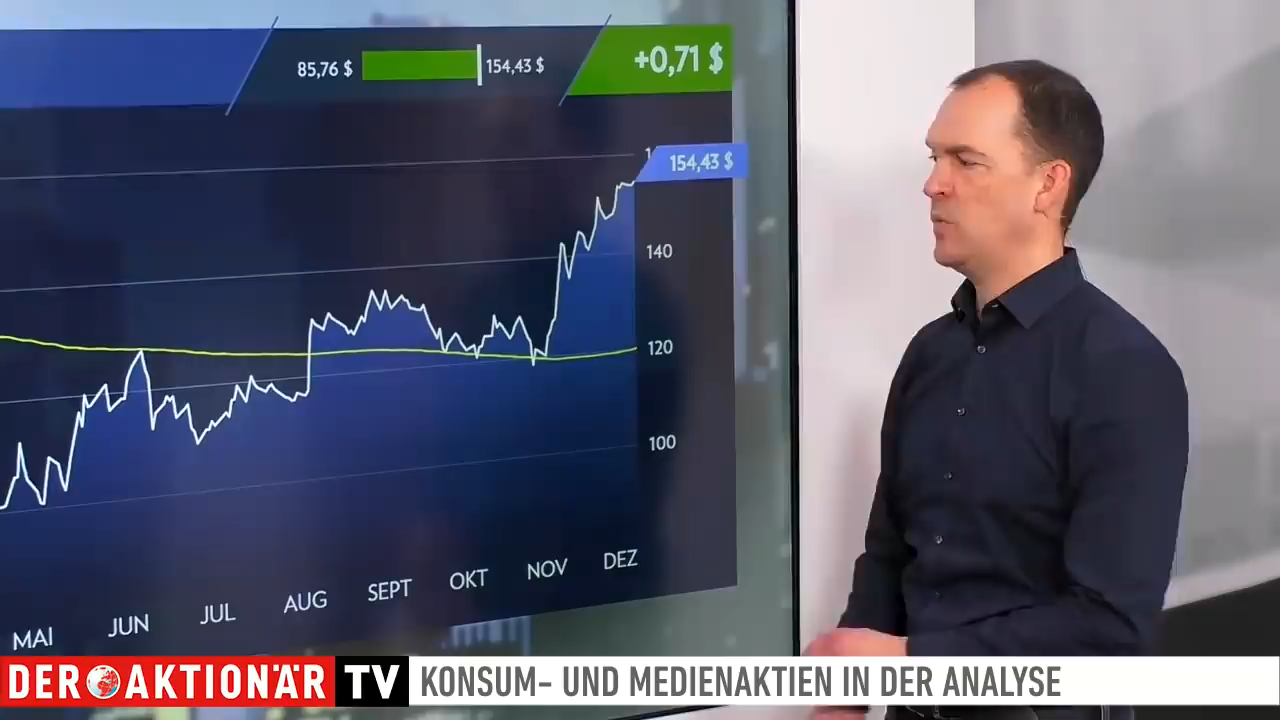 85,76 $ 154,43 $ +0,71 $
154,43 $
140
120
100
MAI JUN JUL AUG SEPT OKT NOV DEZ
DER AKTIONÄR TV KONSUM- UND MEDIENAKTIEN IN DER ANALYSE